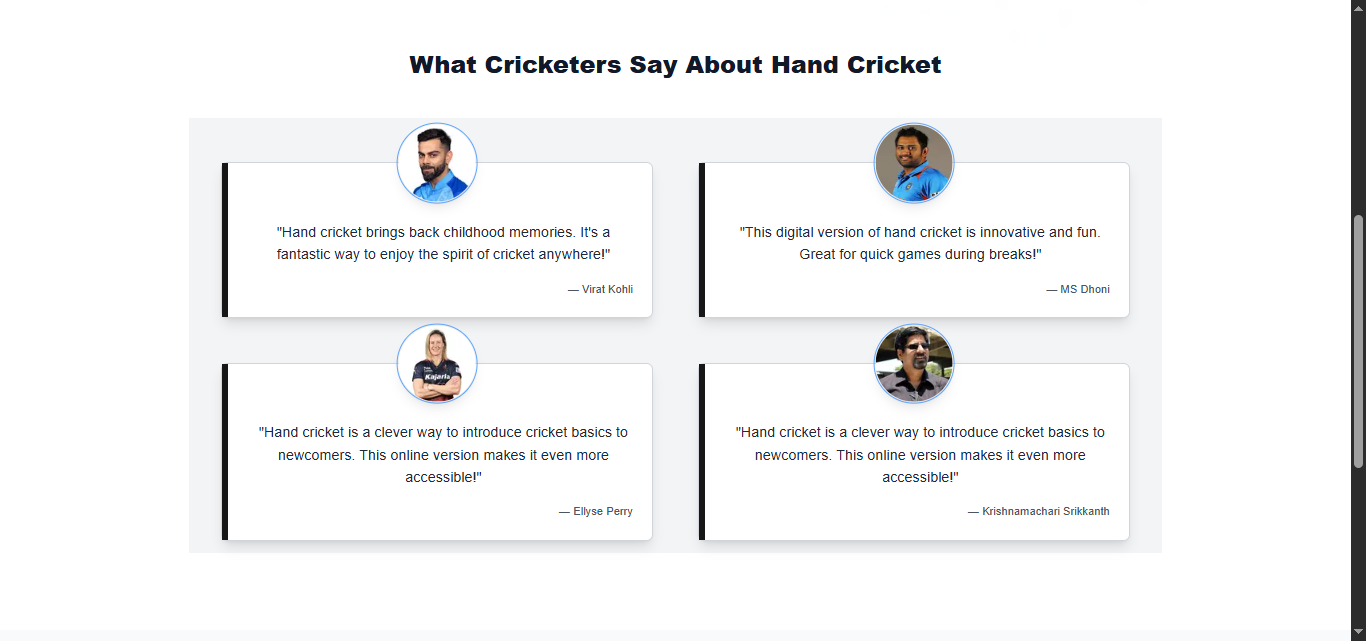 What Cricketers Say About Hand Cricket
"Hand cricket brings back childhood memories. It's a
fantastic way to enjoy the spirit of cricket anywhere!"
— Virat Kohli
"This digital version of hand cricket is innovative and fun.
Great for quick games during breaks!"
— MS Dhoni
Kajaria
"Hand cricket is a clever way to introduce cricket basics to
newcomers. This online version makes it even more
accessible!"
— Ellyse Perry
"Hand cricket is a clever way to introduce cricket basics to
newcomers. This online version makes it even more
accessible!"
— Krishnamachari Srikkanth